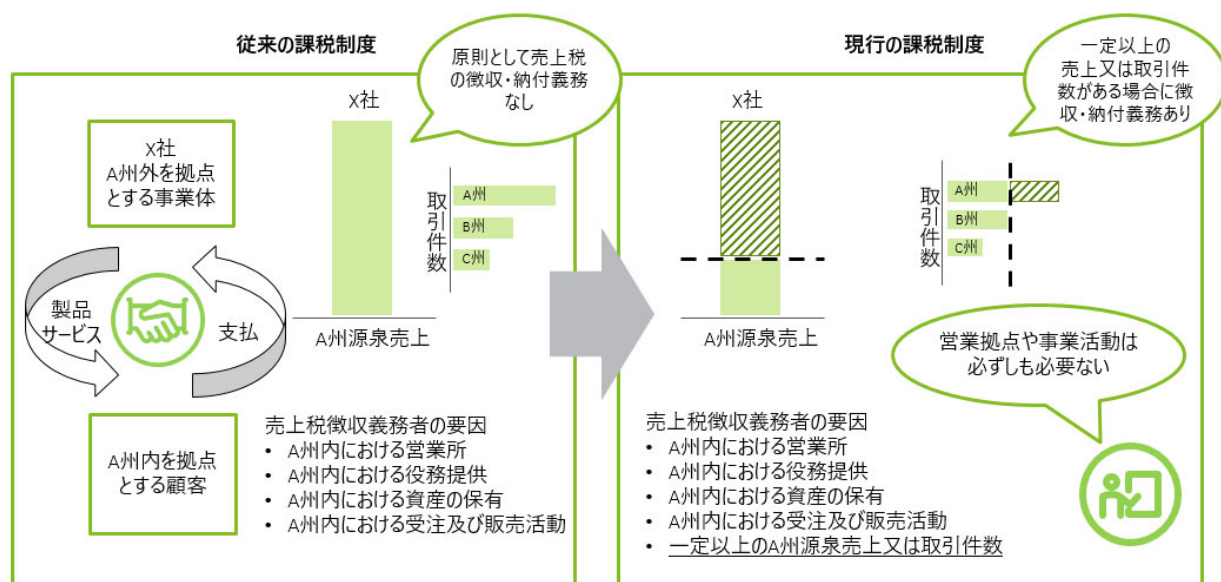 従来の課税制度
原則として売上税
の徴収・納付義務
なし
X社
X社
A州外を拠点
とする事業体
取引件数
A州
B州
C州
製品
サービス
支払
A州源泉売上
A州内を拠点
とする顧客
売上税徴収義務者の要因
• A州内における営業所
• A州内における役務提供
• A州内における資産の保有
• A州内における受注及び販売活動
現行の課税制度
一定以上の
売上又は取引件
数がある場合に徴
収・納付義務あり
X社
取引件数
A州
B州
C州
A州源泉売上
営業拠点や事業活動は
必ずしも必要ない
売上税徴収義務者の要因
• A州内における営業所
• A州内における役務提供
• A州内における資産の保有
• A州内における受注及び販売活動
• 一定以上のA州源泉売上又は取引件数